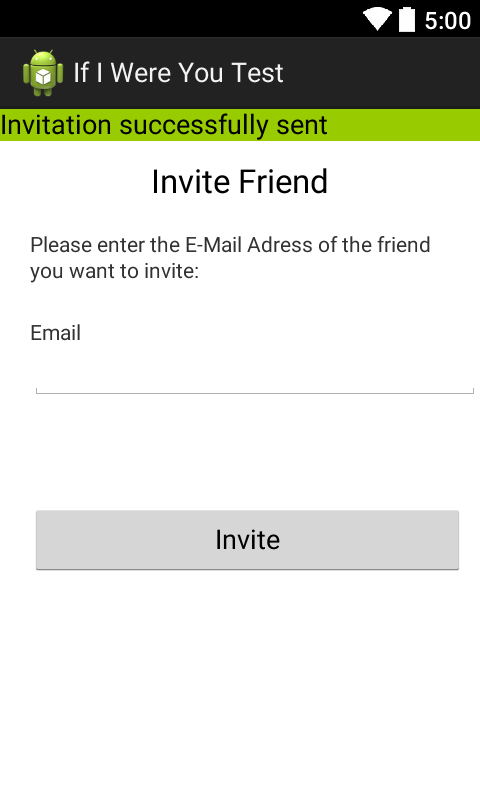 5:00
If I Were You Test
Invitation successfully sent
Invite Friend
Please enter the E-Mail Adress of the friend
you want to invite:
Email
Invite